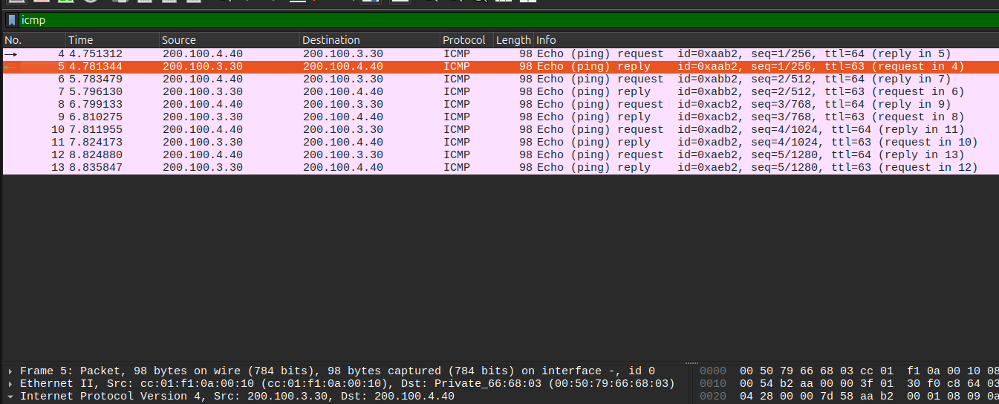 icmp
No. Time Source Destination Protocol Length Info
4 4.751312 200.100.4.40 200.100.3.30 ICMP 98 Echo (ping) request id=0xaab2, seq=1/256, ttl=64 (reply in 5)
5 4.781344 200.100.3.30 200.100.4.40 ICMP 98 Echo (ping) reply id=0xaab2, seq=1/256, ttl=63 (request in 4)
6 5.783479 200.100.4.40 200.100.3.30 ICMP 98 Echo (ping) request id=0xabb2, seq=2/512, ttl=64 (reply in 7)
7 5.796130 200.100.3.30 200.100.4.40 ICMP 98 Echo (ping) reply id=0xabb2, seq=2/512, ttl=63 (request in 6)
8 6.799133 200.100.4.40 200.100.3.30 ICMP 98 Echo (ping) request id=0xacb2, seq=3/768, ttl=64 (reply in 9)
9 6.810275 200.100.3.30 200.100.4.40 ICMP 98 Echo (ping) reply id=0xacb2, seq=3/768, ttl=63 (request in 8)
10 7.811955 200.100.4.40 200.100.3.30 ICMP 98 Echo (ping) request id=0xadb2, seq=4/1024, ttl=64 (reply in 11)
11 7.824173 200.100.3.30 200.100.4.40 ICMP 98 Echo (ping) reply id=0xadb2, seq=4/1024, ttl=63 (request in 10)
12 8.824880 200.100.4.40 200.100.3.30 ICMP 98 Echo (ping) request id=0xaeb2, seq=5/1280, ttl=64 (reply in 13)
13 8.835847 200.100.3.30 200.100.4.40 ICMP 98 Echo (ping) reply id=0xaeb2, seq=5/1280, ttl=63 (request in 12)
Frame 5: Packet, 98 bytes on wire (784 bits), 98 bytes captured (784 bits) on interface -, id 0
Ethernet II, Src: cc:01:f1:0a:00:10 (cc:01:f1:0a:00:10), Dst: Private_66:68:03 (00:50:79:66:68:03)
Internet Protocol Version 4, Src: 200.100.3.30, Dst: 200.100.4.40
0000 00 50 79 66 68 03 cc 01 f1 0a 00 10 08
0010 00 54 b2 aa 00 00 3f 01 30 f0 c8 64 03
0020 04 28 00 00 7d 58 aa b2 00 01 08 09 0a